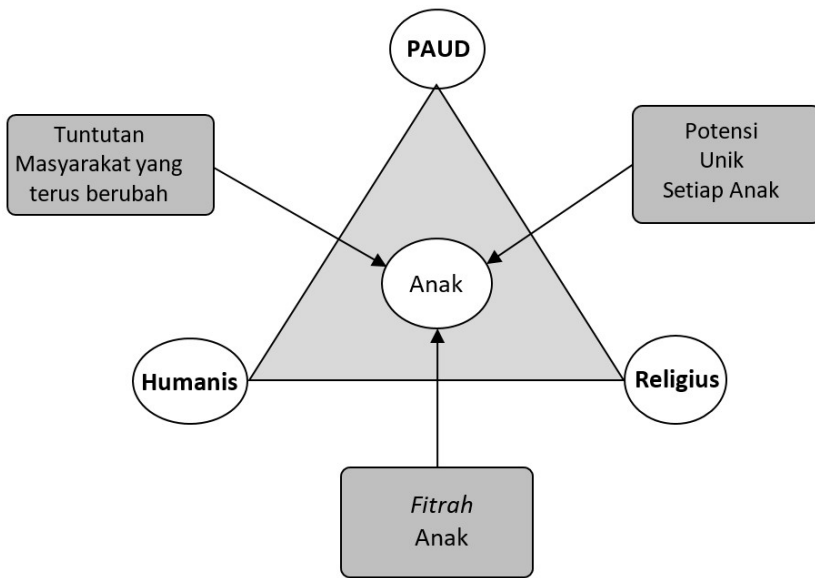 PAUD
Tuntutan
Masyarakat yang
terus berubah
Potensi
Unik
Setiap Anak
Anak
Humanis
Religius
Fitrah
Anak